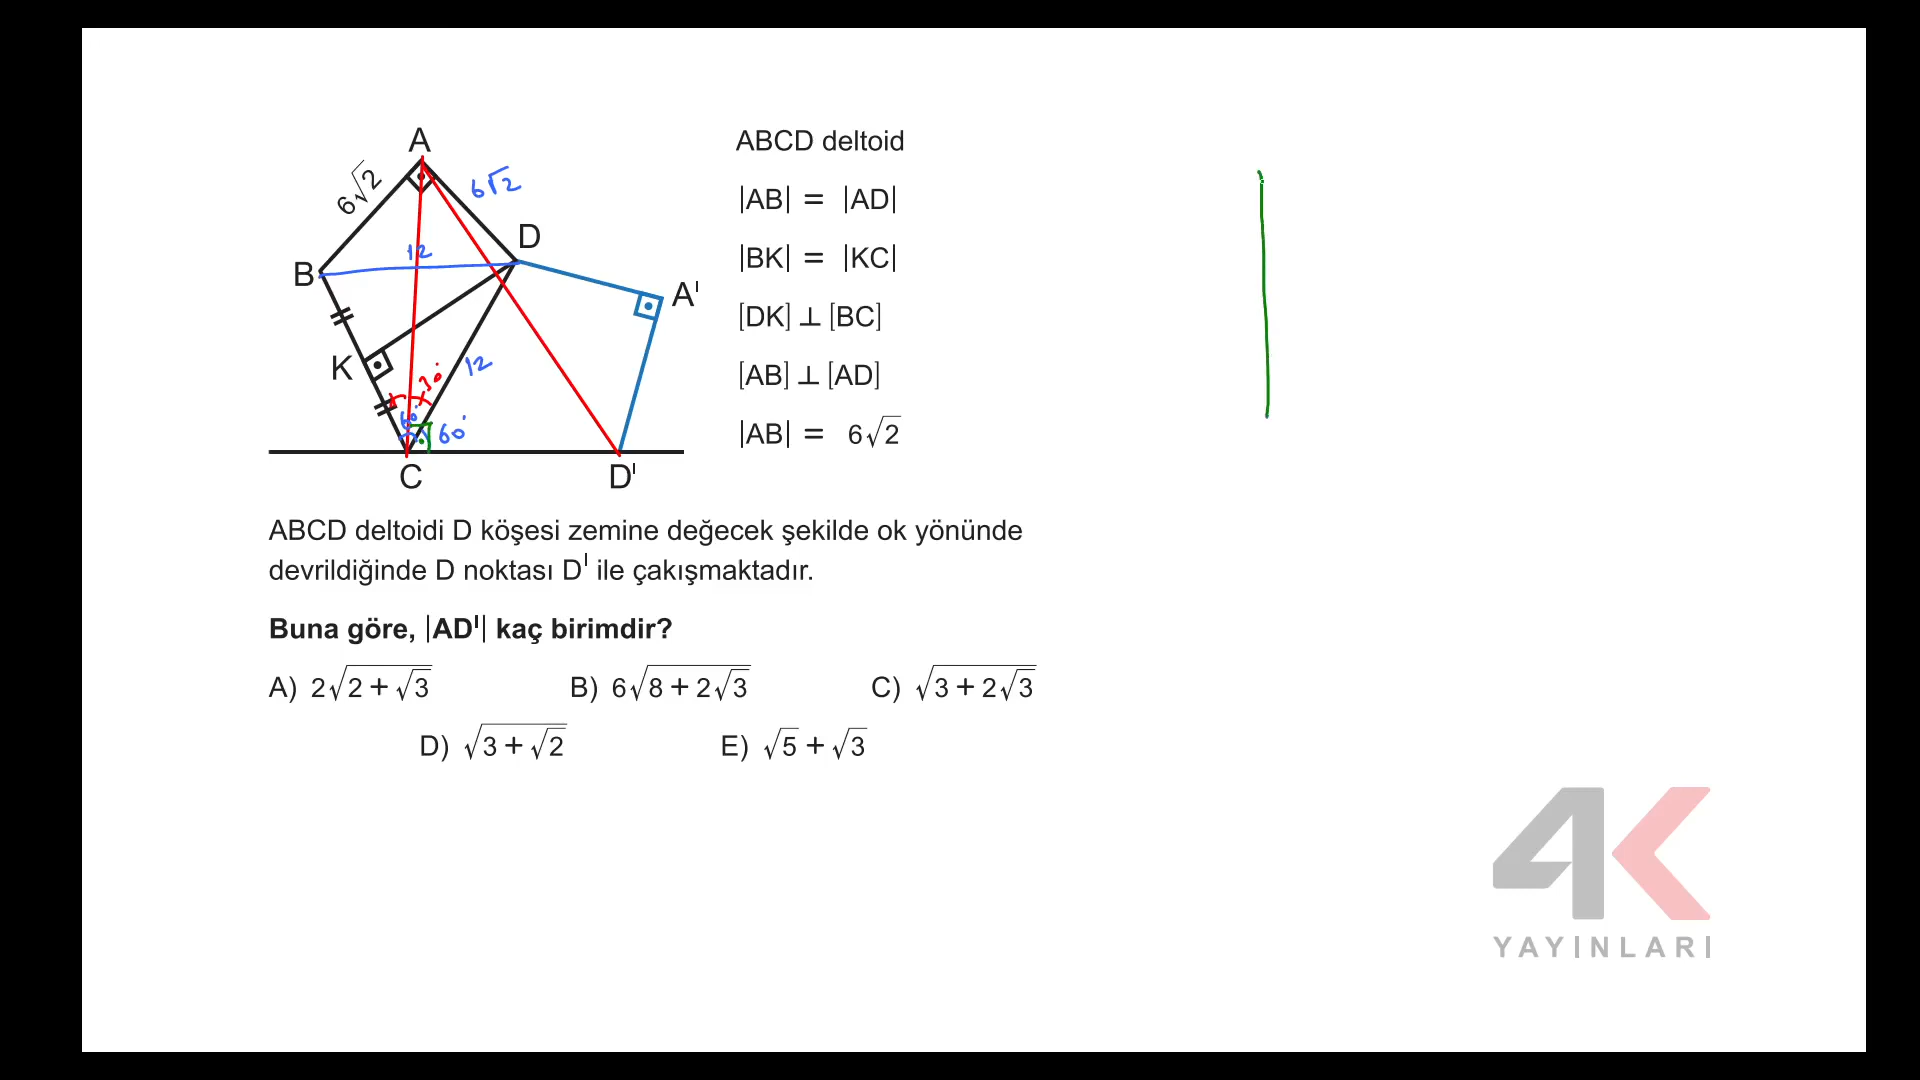 A
6√2
6√2
D
12
B
A'
K
30°
12
60°
60°
C
D'
ABCD deltoid
|AB| = |AD|
|BK| = |KC|
[DK] ⊥ [BC]
[AB] ⊥ [AD]
|AB| = 6√2
ABCD deltoidi D köşesi zemine değecek şekilde ok yönünde
devrildiğinde D noktası D' ile çakışmaktadır.
Buna göre, |AD'| kaç birimdir?
A) 2√(2 + √3) B) 6√(8 + 2√3) C) √(3 + 2√3)
D) √(3 + √2) E) √5 + √3
4K
YAYINLARI